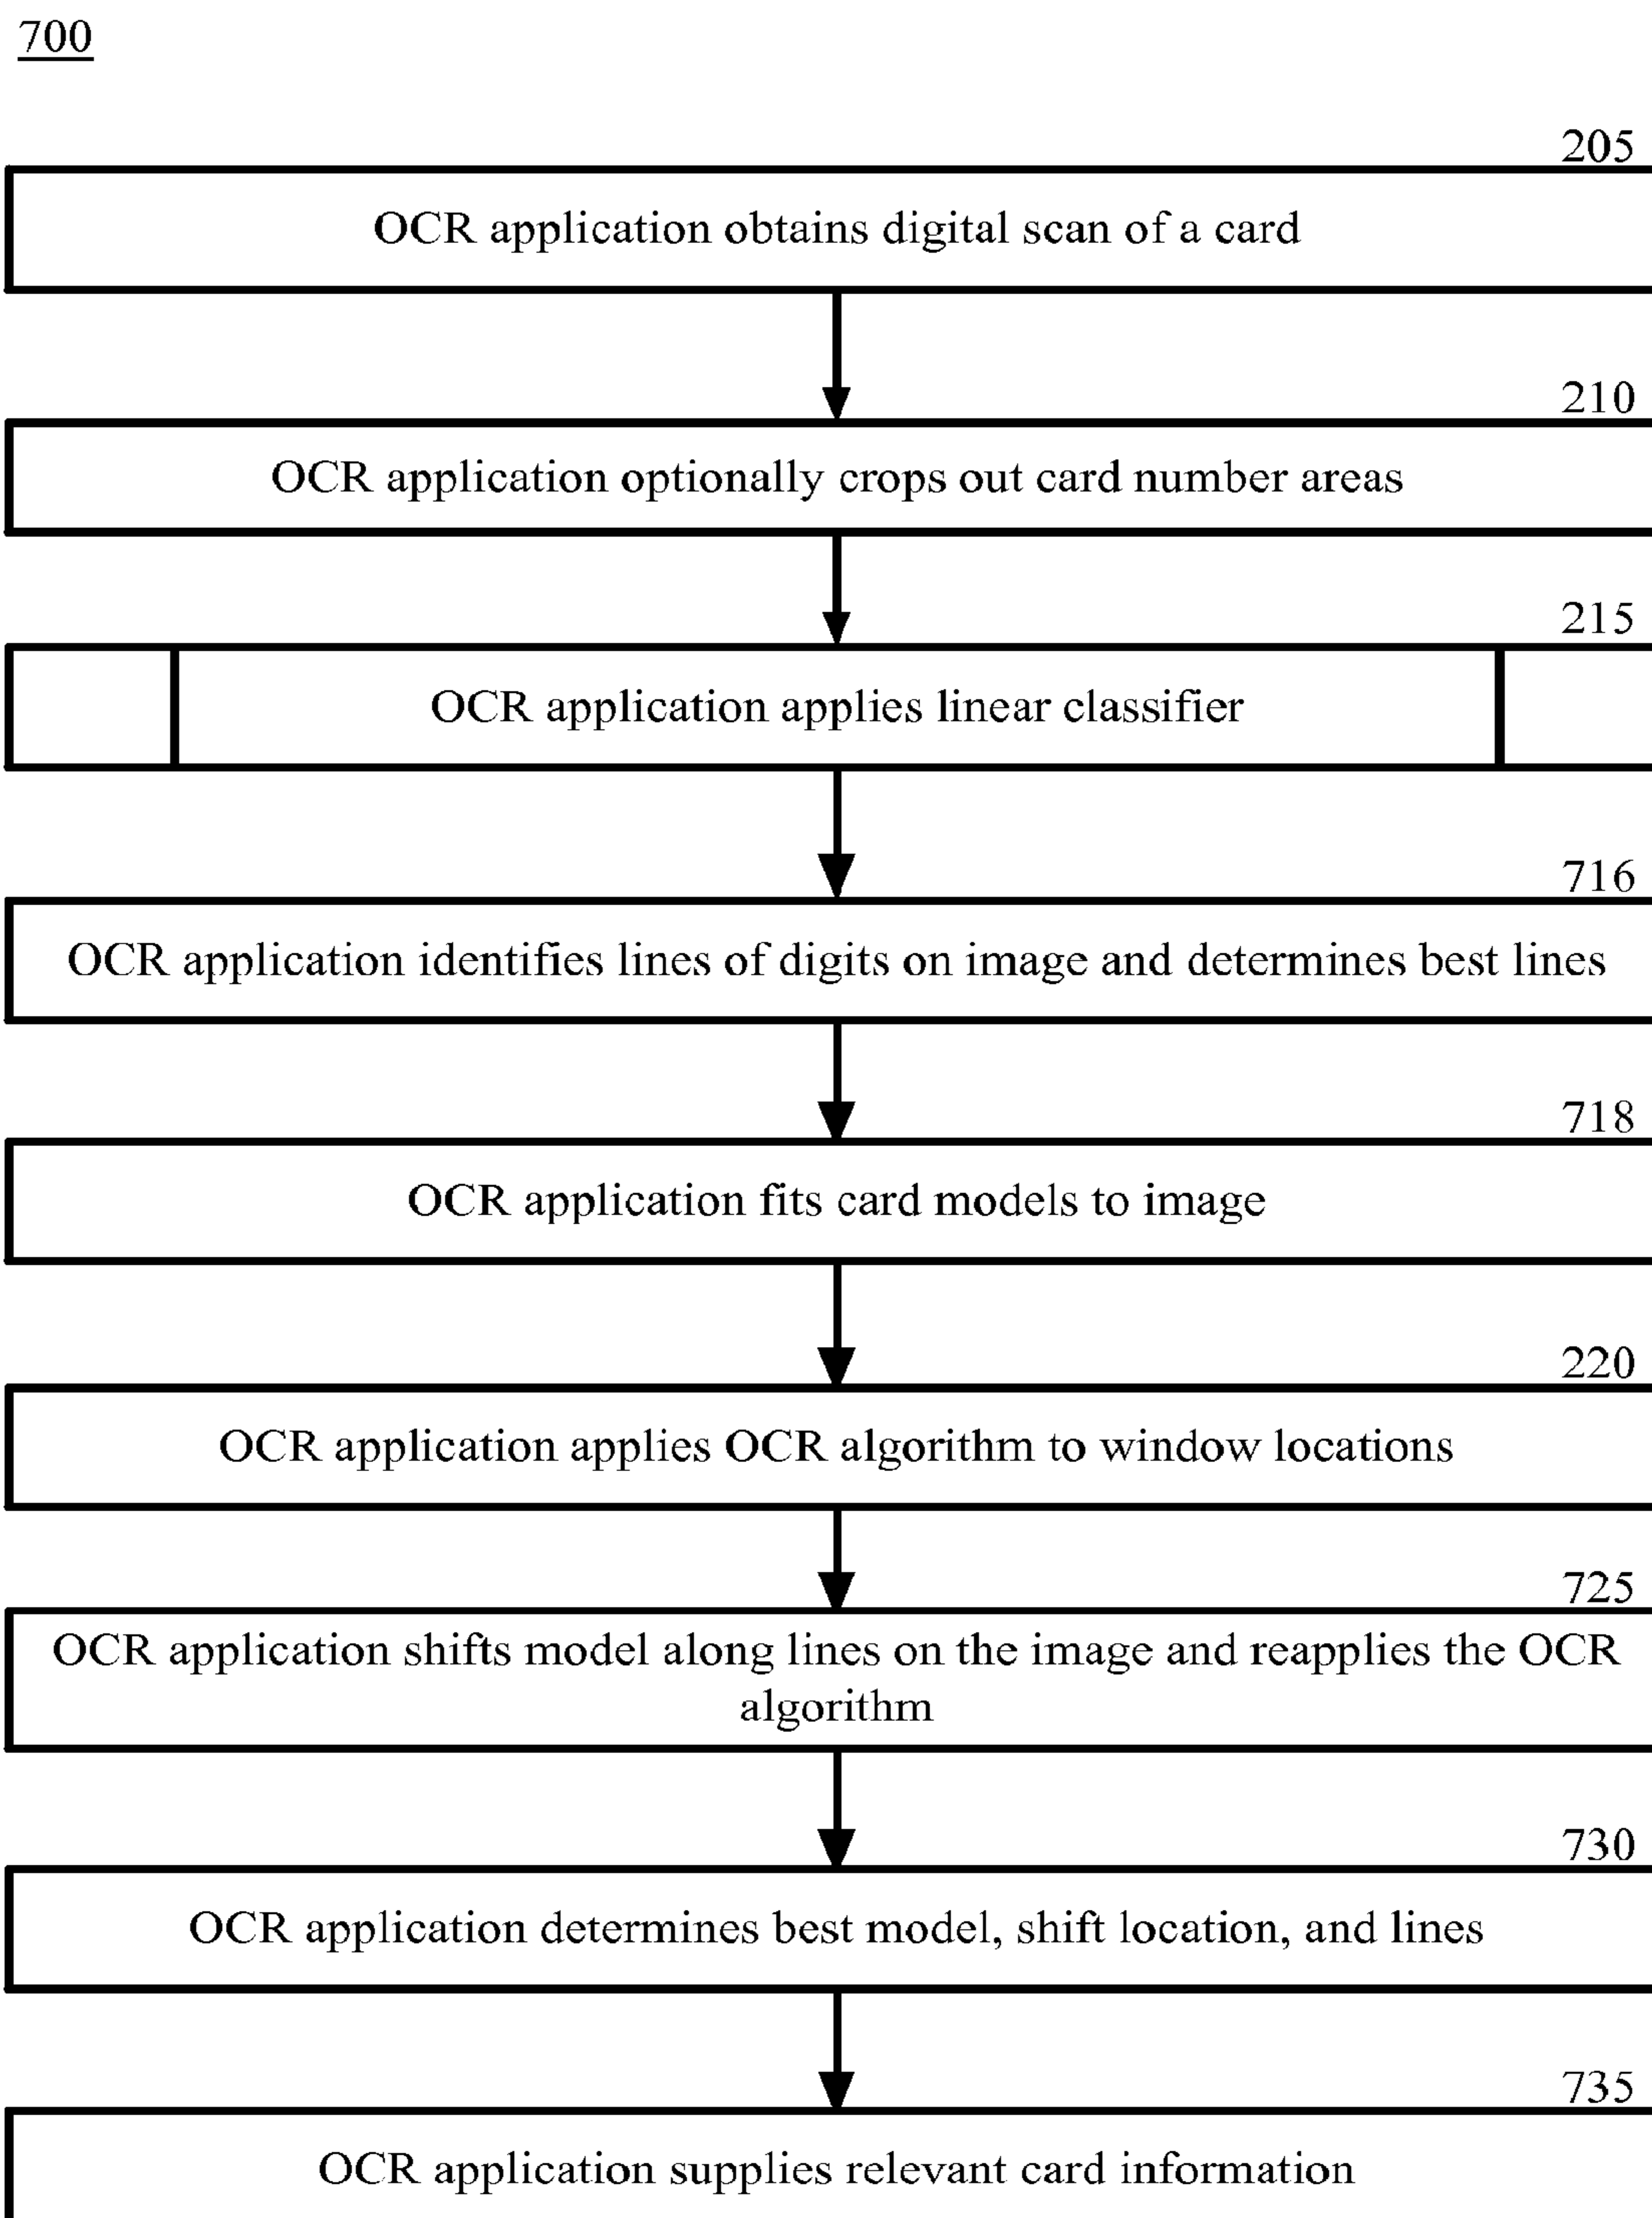 700
205
OCR application obtains digital scan of a card
210
OCR application optionally crops out card number areas
215
OCR application applies linear classifier
716
OCR application identifies lines of digits on image and determines best lines
718
OCR application fits card models to image
220
OCR application applies OCR algorithm to window locations
725
OCR application shifts model along lines on the image and reapplies the OCR
algorithm
730
OCR application determines best model, shift location, and lines
735
OCR application supplies relevant card information